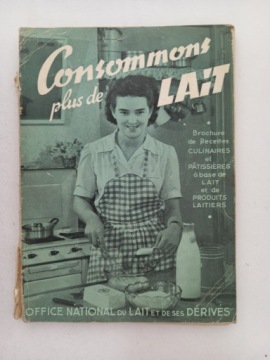 Consommons
plus de LAiT
Brochure
de Recettes
CULINAIRES
et
PÂTISSIÈRES
à base de
LAIT
et de
PRODUITS
LAITIERS
OFFICE NATIONAL DU LAIT ET DE SES DÉRIVÉS